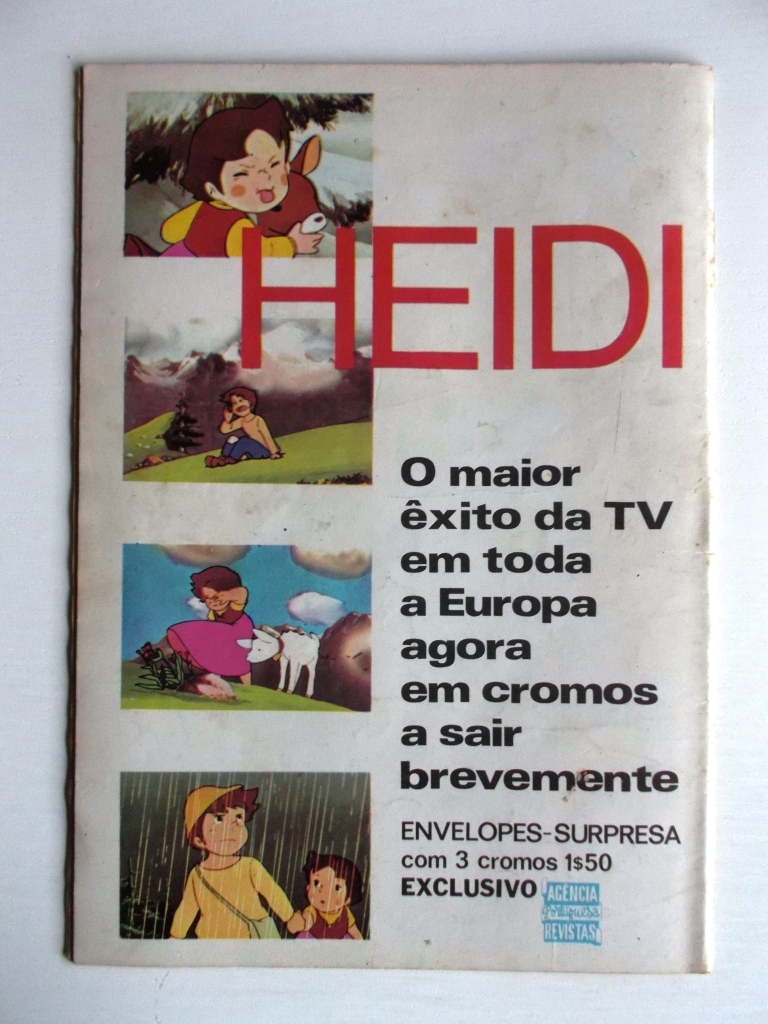 HEIDI
O maior
êxito da TV
em toda
a Europa
agora
em cromos
a sair
brevemente
ENVELOPES-SURPRESA
com 3 cromos 1$50
EXCLUSIVO
AGÊNCIA
Portuguesa
REVISTAS